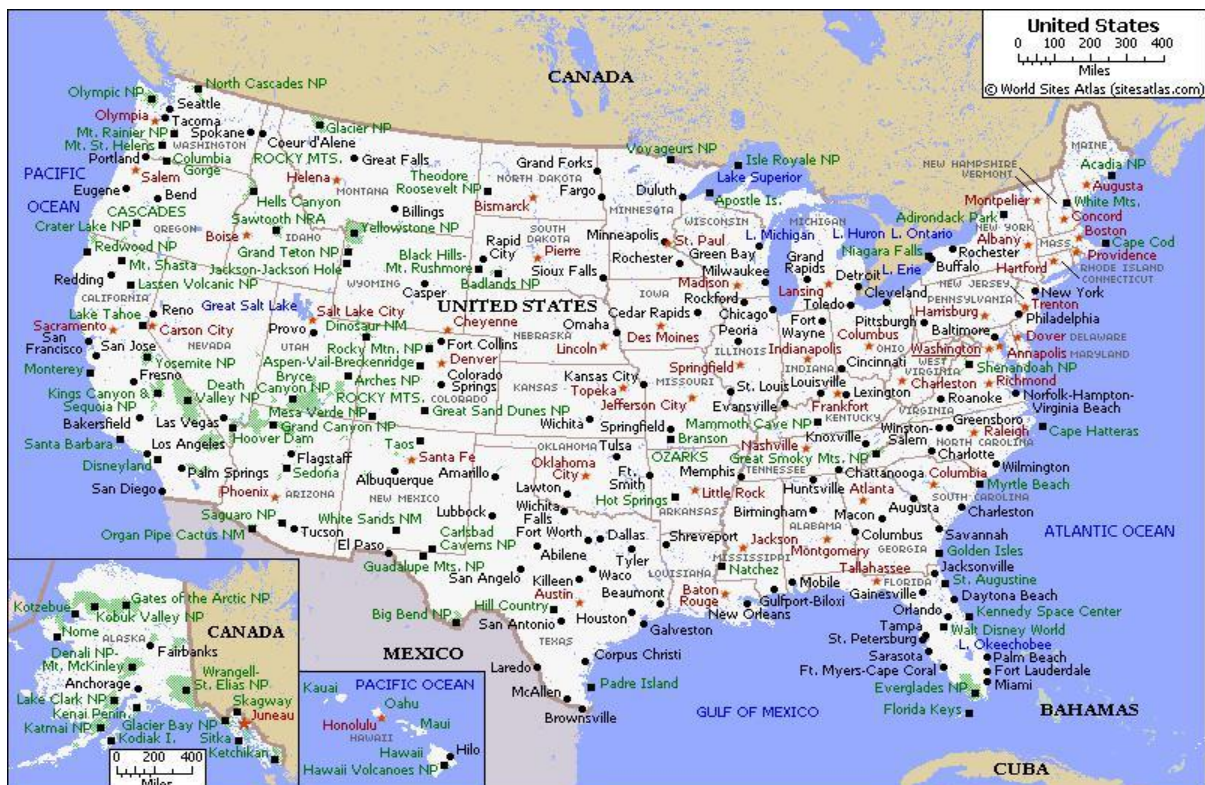 United States
0 100 200 300 400
Miles
© World Sites Atlas (sitesatlas.com)
CANADA
PACIFIC
OCEAN
North Cascades NP
Olympic NP
Seattle
Olympia
Tacoma
Mt. Rainier NP
Spokane
Mt. St. Helens
WASHINGTON
Coeur d'Alene
Glacier NP
Portland
Columbia
Gorge
ROCKY MTS.
Great Falls
Salem
Helena
MONTANA
Eugene
Bend
Hells Canyon
Billings
CASCADES
Sawtooth NRA
Crater Lake NP
OREGON
Boise
IDAHO
Yellowstone NP
Redwood NP
Grand Teton NP
Mt. Shasta
Jackson-Jackson Hole
Redding
Lassen Volcanic NP
WYOMING
Casper
CALIFORNIA
Great Salt Lake
Lake Tahoe
Reno
Salt Lake City
Cheyenne
Sacramento
Carson City
Provo
Dinosaur NM
San
Francisco
San Jose
NEVADA
UTAH
Rocky Mtn. NP
Fort Collins
Yosemite NP
Aspen-Vail-Breckenridge
Denver
Monterey
Fresno
Bryce
Canyon NP
Arches NP
Colorado
Springs
Kings Canyon &
Sequoia NP
Death
Valley NP
ROCKY MTS.
COLORADO
Bakersfield
Las Vegas
Mesa Verde NP
Great Sand Dunes NP
Grand Canyon NP
Santa Barbara
Los Angeles
Hoover Dam
Taos
Disneyland
Flagstaff
Santa Fe
Palm Springs
Sedona
Albuquerque
San Diego
Phoenix
ARIZONA
NEW MEXICO
Saguaro NP
White Sands NM
Organ Pipe Cactus NM
Tucson
Carlsbad
Caverns NP
El Paso
Guadalupe Mts. NP
Theodore
Roosevelt NP
NORTH DAKOTA
Grand Forks
Fargo
Bismarck
Voyageurs NP
Isle Royale NP
Lake Superior
Duluth
Apostle Is.
MINNESOTA
SOUTH
DAKOTA
Black Hills-
Mt. Rushmore
Rapid
City
Pierre
Badlands NP
Sioux Falls
Minneapolis
St. Paul
Rochester
WISCONSIN
Green Bay
Milwaukee
Madison
L. Michigan
MICHIGAN
Grand
Rapids
Lansing
Detroit
L. Huron
L. Ontario
L. Erie
UNITED STATES
IOWA
Cedar Rapids
Des Moines
Rockford
Chicago
Toledo
Cleveland
NEBRASKA
Omaha
Lincoln
Peoria
ILLINOIS
Fort
Wayne
Indianapolis
INDIANA
Columbus
OHIO
Pittsburgh
Springfield
Cincinnati
KANSAS
Kansas City
Topeka
MISSOURI
Jefferson City
St. Louis
Evansville
Louisville
Lexington
Frankfort
KENTUCKY
Wichita
Springfield
Mammoth Cave NP
Branson
OKLAHOMA
Tulsa
OZARKS
Nashville
Knoxville
Great Smoky Mts. NP
TENNESSEE
Memphis
Chattanooga
Amarillo
Oklahoma
City
Ft.
Smith
Lawton
Hot Springs
Little Rock
ARKANSAS
Huntsville
Lubbock
Wichita
Falls
Birmingham
ALABAMA
Atlanta
Macon
Augusta
Columbus
GEORGIA
Fort Worth
Dallas
Abilene
Tyler
Shreveport
Jackson
MISSISSIPPI
Natchez
Montgomery
San Angelo
Killeen
Waco
LOUISIANA
Austin
Beaumont
Baton
Rouge
Mobile
Gulfport-Biloxi
New Orleans
Big Bend NP
Hill Country
San Antonio
Houston
Galveston
TEXAS
Laredo
Corpus Christi
McAllen
Padre Island
Brownsville
MEXICO
GULF OF MEXICO
MAINE
NEW HAMPSHIRE
VERMONT
Acadia NP
Augusta
Montpelier
White Mts.
Adirondack Park
Concord
NEW YORK
Boston
Albany
MASS.
Cape Cod
Niagara Falls
Rochester
Buffalo
Hartford
Providence
RHODE ISLAND
CONNECTICUT
NEW JERSEY
New York
PENNSYLVANIA
Trenton
Harrisburg
Philadelphia
Baltimore
Dover
DELAWARE
Washington
Annapolis
MARYLAND
WEST
VIRGINIA
Shenandoah NP
Charleston
Richmond
Roanoke
Norfolk-Hampton-
Virginia Beach
VIRGINIA
Greensboro
Winston-
Salem
Raleigh
Cape Hatteras
NORTH CAROLINA
Charlotte
Wilmington
Columbia
Myrtle Beach
SOUTH CAROLINA
Charleston
ATLANTIC OCEAN
Savannah
Golden Isles
Tallahassee
Jacksonville
FLORIDA
St. Augustine
Gainesville
Daytona Beach
Orlando
Kennedy Space Center
Tampa
Walt Disney World
St. Petersburg
L. Okeechobee
Sarasota
Palm Beach
Ft. Myers-Cape Coral
Fort Lauderdale
Everglades NP
Miami
Florida Keys
BAHAMAS
CUBA
Gates of the Arctic NP
Kotzebue
Kobuk Valley NP
CANADA
Nome
ALASKA
Fairbanks
Denali NP-
Mt. McKinley
Wrangell-
St. Elias NP
Anchorage
Skagway
Lake Clark NP
Juneau
Kenai Penin.
Glacier Bay NP
Katmai NP
Sitka
Kodiak I.
Ketchikan
0 200 400
Miles
PACIFIC OCEAN
Kauai
Oahu
Honolulu
Maui
HAWAII
Hawaii
Hilo
Hawaii Volcanoes NP